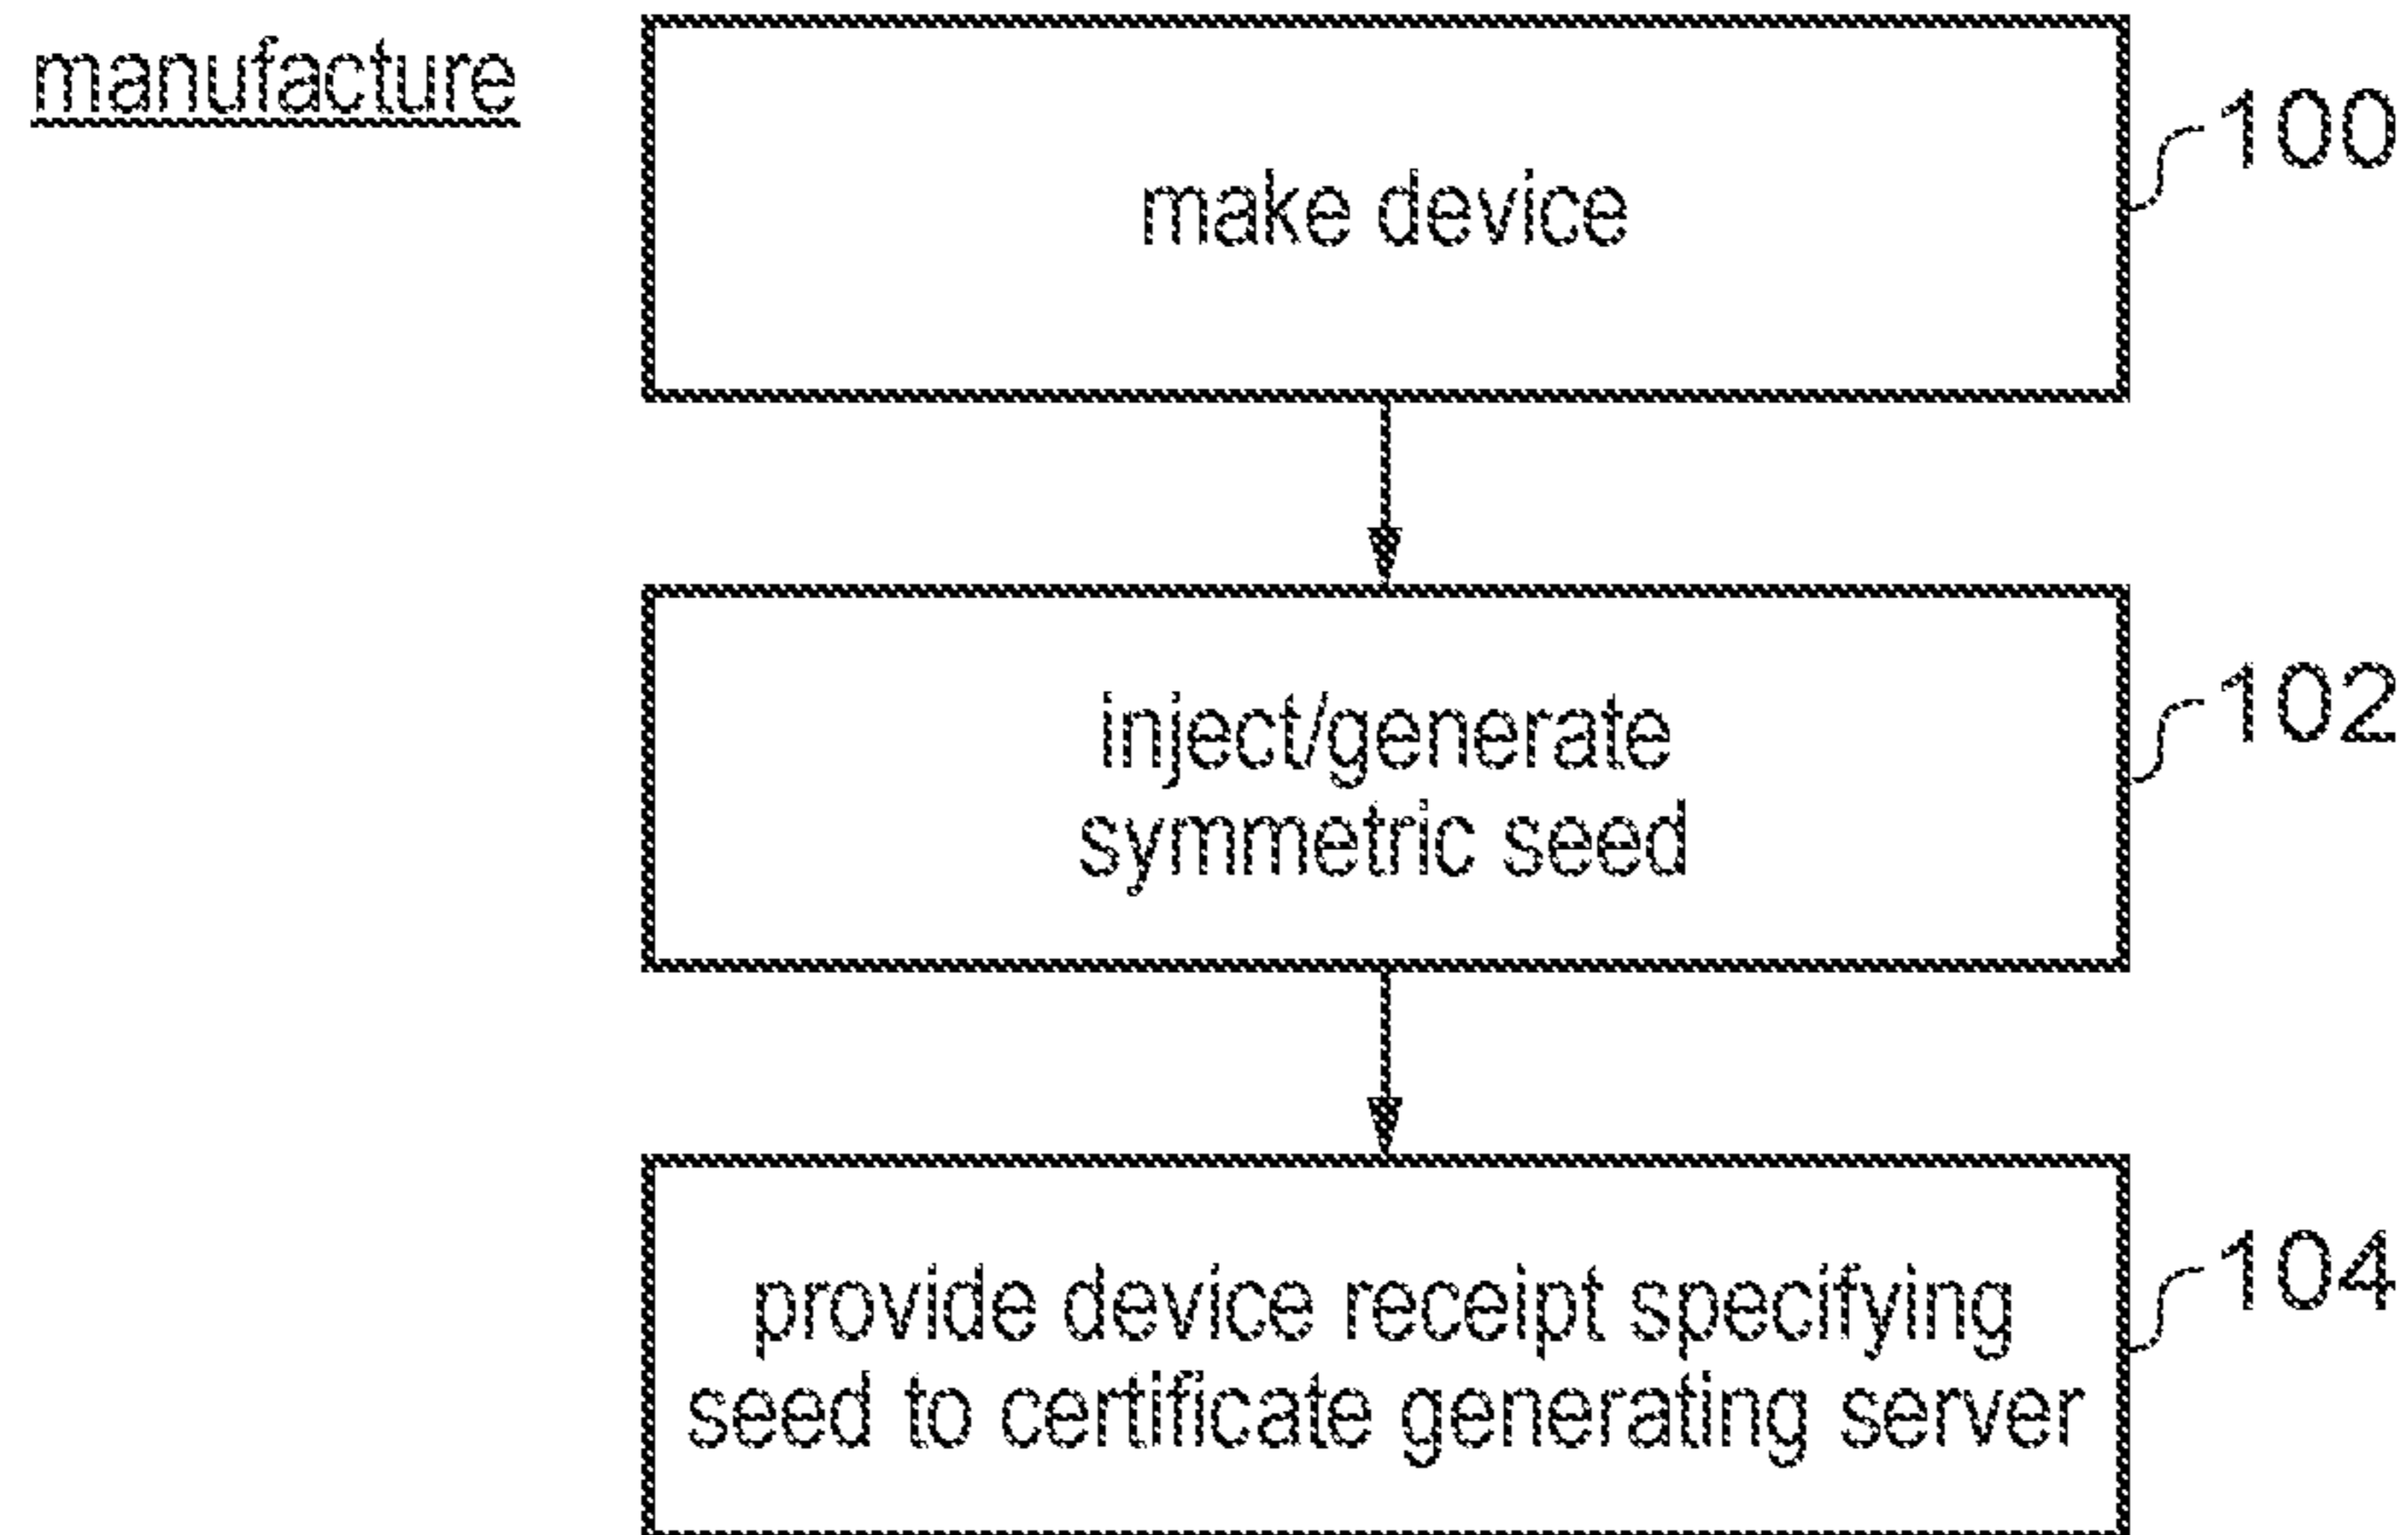 manufacture
make device
100
inject/generate
symmetric seed
102
provide device receipt specifying
seed to certificate generating server
104